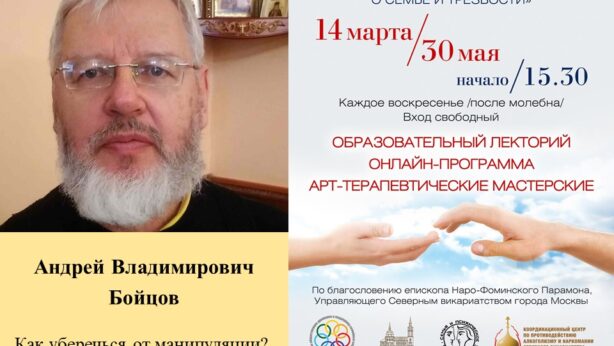 Андрей Владимирович
Бойцов
Как уберечься от манипуляции?
О СЕМЬЕ И ТРЕЗВОСТИ»
14 марта/
30 мая
начало/15.30
Каждое воскресенье /после молебна/
Вход свободный
ОБРАЗОВАТЕЛЬНЫЙ ЛЕКТОРИЙ
ОНЛАЙН-ПРОГРАММА
АРТ-ТЕРАПЕВТИЧЕСКИЕ МАСТЕРСКИЕ
По благословению епископа Наро-Фоминского Парамона,
Управляющего Северным викариатством города Москвы
КООРДИНАЦИОННЫЙ ЦЕНТР
ПО ПРОТИВОДЕЙСТВИЮ
АЛКОГОЛИЗМУ И НАРКОМАНИИ